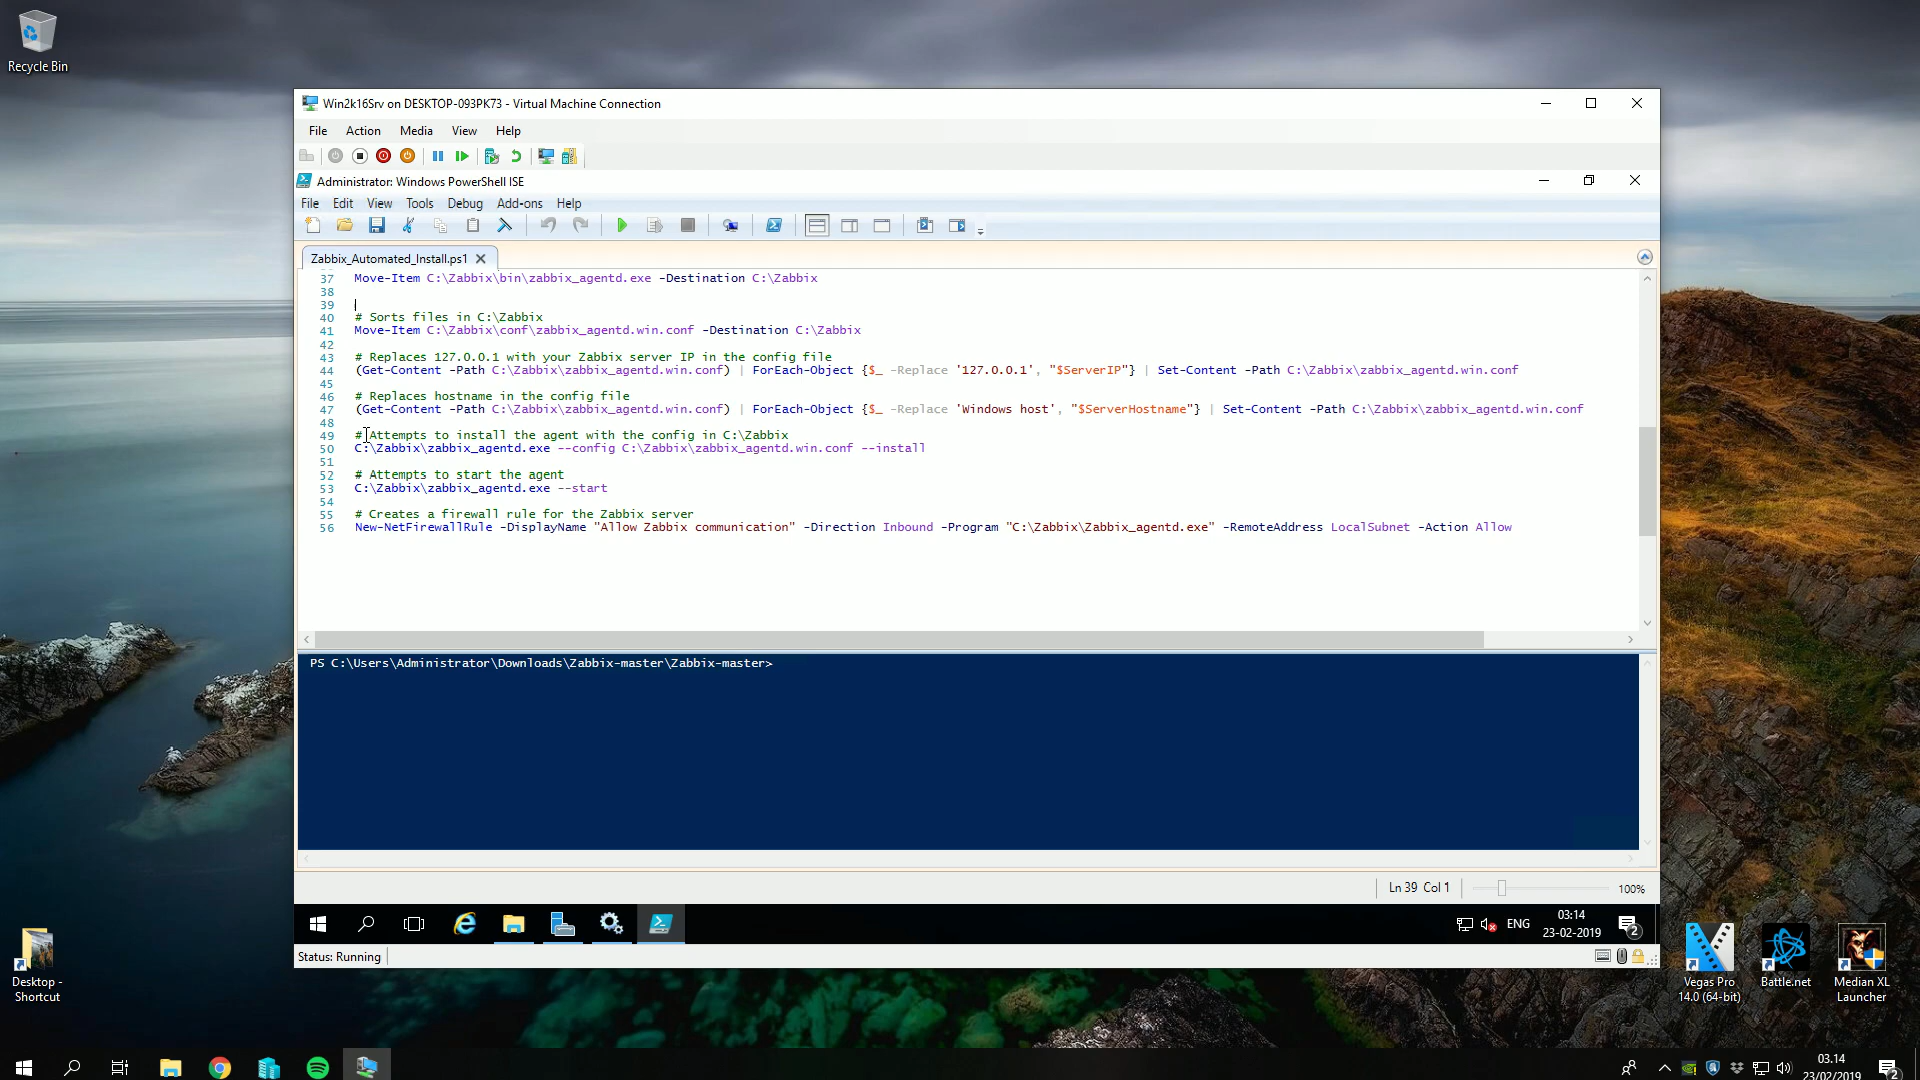 Recycle Bin
Win2k16Srv on DESKTOP-093PK73 - Virtual Machine Connection
File Action Media View Help
Administrator: Windows PowerShell ISE
File Edit View Tools Debug Add-ons Help
Zabbix_Automated_Install.ps1
37 Move-Item C:\Zabbix\bin\zabbix_agentd.exe -Destination C:\Zabbix
38
39
40 # Sorts files in C:\Zabbix
41 Move-Item C:\Zabbix\conf\zabbix_agentd.win.conf -Destination C:\Zabbix
42
43 # Replaces 127.0.0.1 with your Zabbix server IP in the config file
44 (Get-Content -Path C:\Zabbix\zabbix_agentd.win.conf) | ForEach-Object {$_ -Replace '127.0.0.1', "$ServerIP"} | Set-Content -Path C:\Zabbix\zabbix_agentd.win.conf
45
46 # Replaces hostname in the config file
47 (Get-Content -Path C:\Zabbix\zabbix_agentd.win.conf) | ForEach-Object {$_ -Replace 'Windows host', "$ServerHostname"} | Set-Content -Path C:\Zabbix\zabbix_agentd.win.conf
48
49 # Attempts to install the agent with the config in C:\Zabbix
50 C:\Zabbix\zabbix_agentd.exe --config C:\Zabbix\zabbix_agentd.win.conf --install
51
52 # Attempts to start the agent
53 C:\Zabbix\zabbix_agentd.exe --start
54
55 # Creates a firewall rule for the Zabbix server
56 New-NetFirewallRule -DisplayName "Allow Zabbix communication" -Direction Inbound -Program "C:\Zabbix\Zabbix_agentd.exe" -RemoteAddress LocalSubnet -Action Allow
PS C:\Users\Administrator\Downloads\Zabbix-master\Zabbix-master>
Ln 39 Col 1
100%
ENG
03:14
23-02-2019
2
Status: Running
Desktop - Shortcut
Vegas Pro 14.0 (64-bit)
Battle.net
Median XL Launcher
03.14
23/02/2019
2